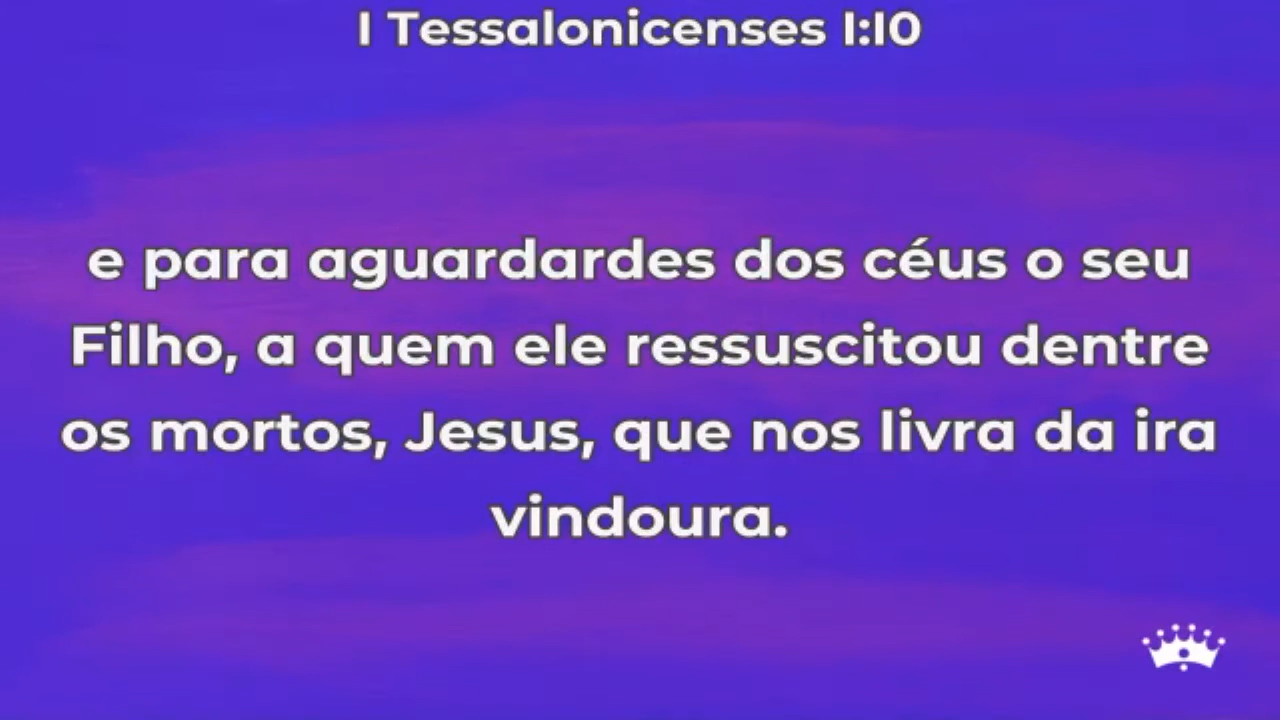 I Tessalonicenses 1:10
e para aguardardes dos céus o seu
Filho, a quem ele ressuscitou dentre
os mortos, Jesus, que nos livra da ira
vindoura.